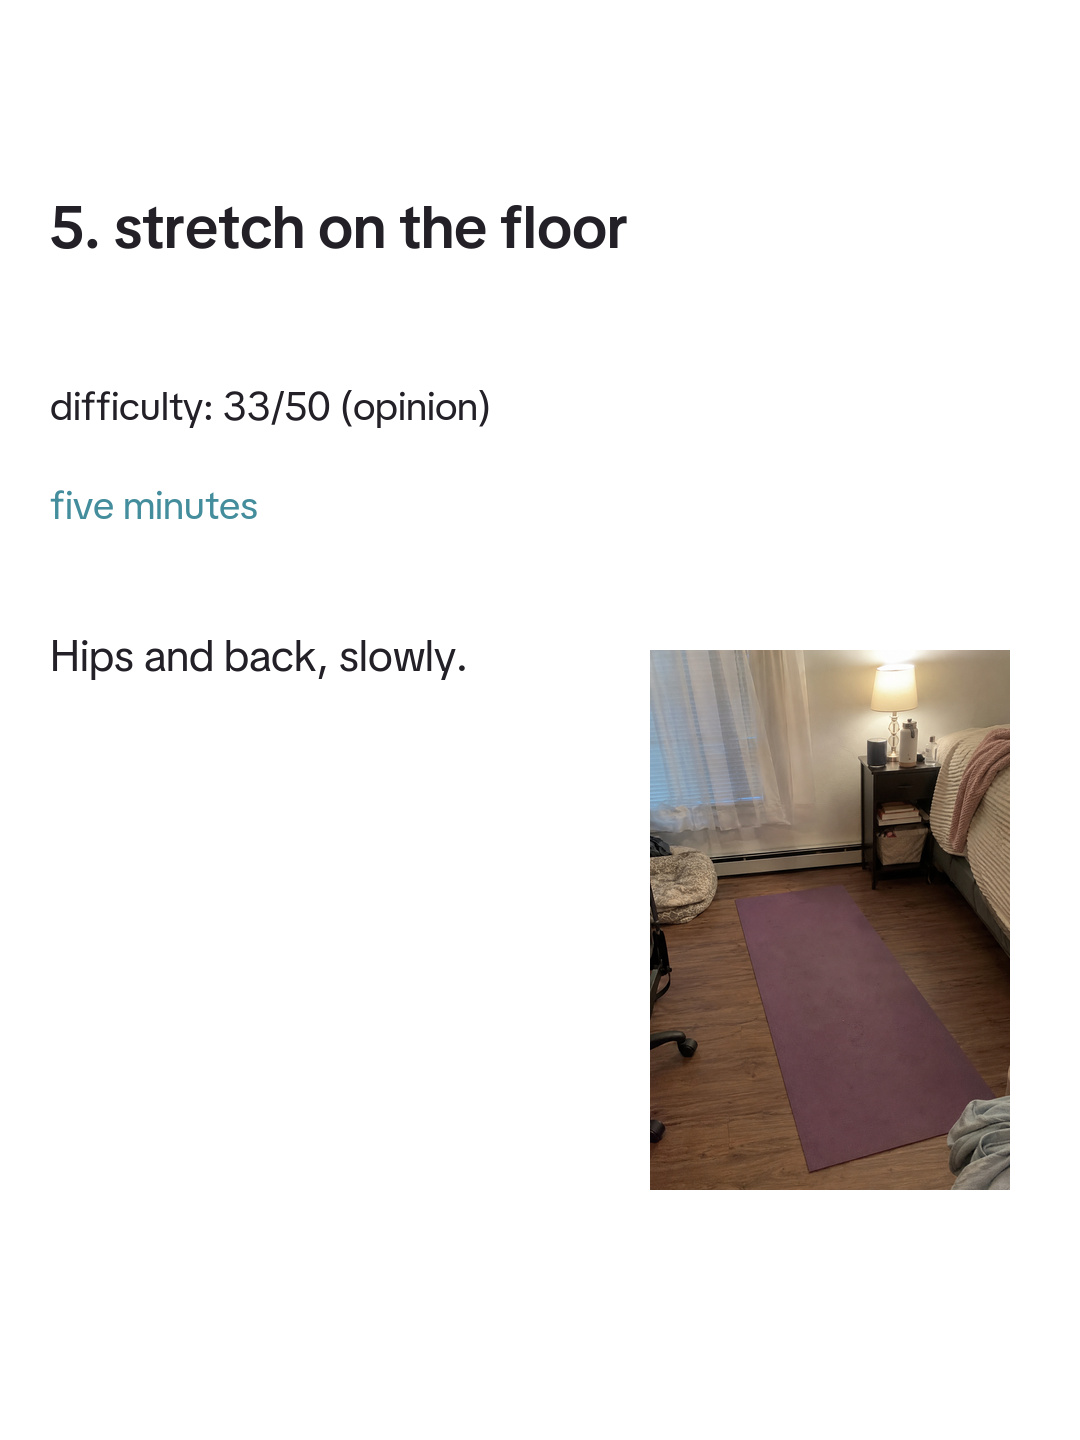 5. stretch on the floor
difficulty: 33/50 (opinion)
five minutes
Hips and back, slowly.